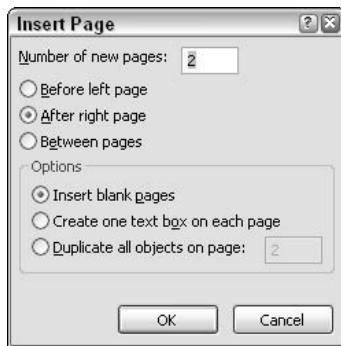 Insert Page
Number of new pages: 2
Before left page
After right page
Between pages
Options
Insert blank pages
Create one text box on each page
Duplicate all objects on page: 2
OK Cancel